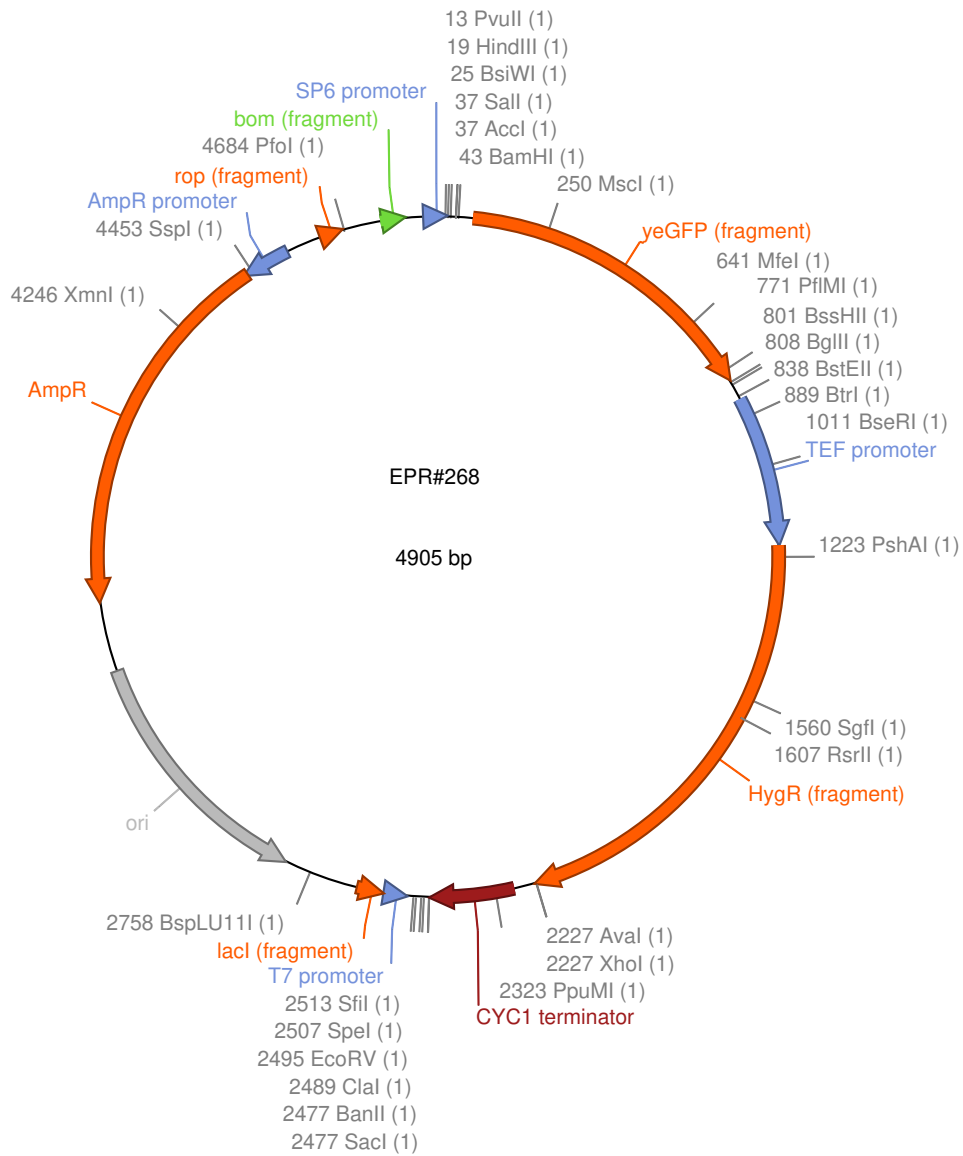 13 PvuII (1)
19 HindIII (1)
25 BsiWI (1)
SP6 promoter
37 SalI (1)
bom (fragment)
37 AccI (1)
4684 PfoI (1)
43 BamHI (1)
rop (fragment)
250 MscI (1)
AmpR promoter
4453 SspI (1)
yeGFP (fragment)
641 MfeI (1)
4246 XmnI (1)
771 PflMI (1)
801 BssHII (1)
808 BglII (1)
838 BstEII (1)
AmpR
889 BtrI (1)
1011 BseRI (1)
TEF promoter
EPR#268
1223 PshAI (1)
4905 bp
1560 SgfI (1)
1607 RsrII (1)
HygR (fragment)
ori
2758 BspLU11I (1)
2227 AvaI (1)
lacI (fragment)
2227 XhoI (1)
T7 promoter
2323 PpuMI (1)
2513 SfiI (1)
CYC1 terminator
2507 SpeI (1)
2495 EcoRV (1)
2489 ClaI (1)
2477 BanII (1)
2477 SacI (1)